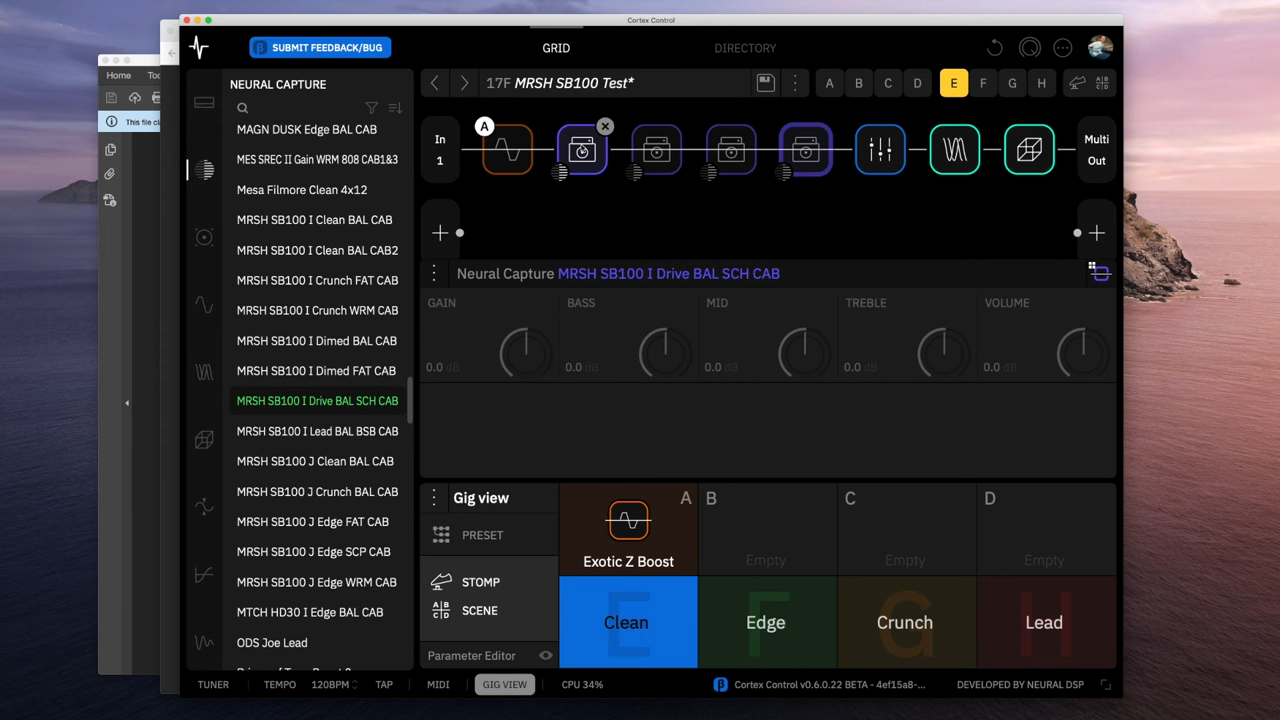 Cortex Control
Home
This file
SUBMIT FEEDBACK/BUG
GRID
DIRECTORY
NEURAL CAPTURE
17F MRSH SB100 Test*
A B C D E F G H
MAGN DUSK Edge BAL CAB
MES SREC II Gain WRM 808 CAB1&3
Mesa Filmore Clean 4x12
MRSH SB100 I Clean BAL CAB
MRSH SB100 I Clean BAL CAB2
MRSH SB100 I Crunch FAT CAB
MRSH SB100 I Crunch WRM CAB
MRSH SB100 I Dimed BAL CAB
MRSH SB100 I Dimed FAT CAB
MRSH SB100 I Drive BAL SCH CAB
MRSH SB100 I Lead BAL BSB CAB
MRSH SB100 J Clean BAL CAB
MRSH SB100 J Crunch BAL CAB
MRSH SB100 J Edge FAT CAB
MRSH SB100 J Edge SCP CAB
MRSH SB100 J Edge WRM CAB
MTCH HD30 I Edge BAL CAB
ODS Joe Lead
In
1
A
Multi
Out
Neural Capture MRSH SB100 I Drive BAL SCH CAB
GAIN BASS MID TREBLE VOLUME
0.0 dB 0.0 dB 0.0 dB 0.0 dB 0.0 dB
Gig view
PRESET
STOMP
A B
C D
SCENE
Parameter Editor
A B C D
Exotic Z Boost Empty Empty Empty
E F G H
Clean Edge Crunch Lead
TUNER TEMPO 120BPM TAP MIDI GIG VIEW CPU 34%
Cortex Control v0.6.0.22 BETA - 4ef15a8-...
DEVELOPED BY NEURAL DSP